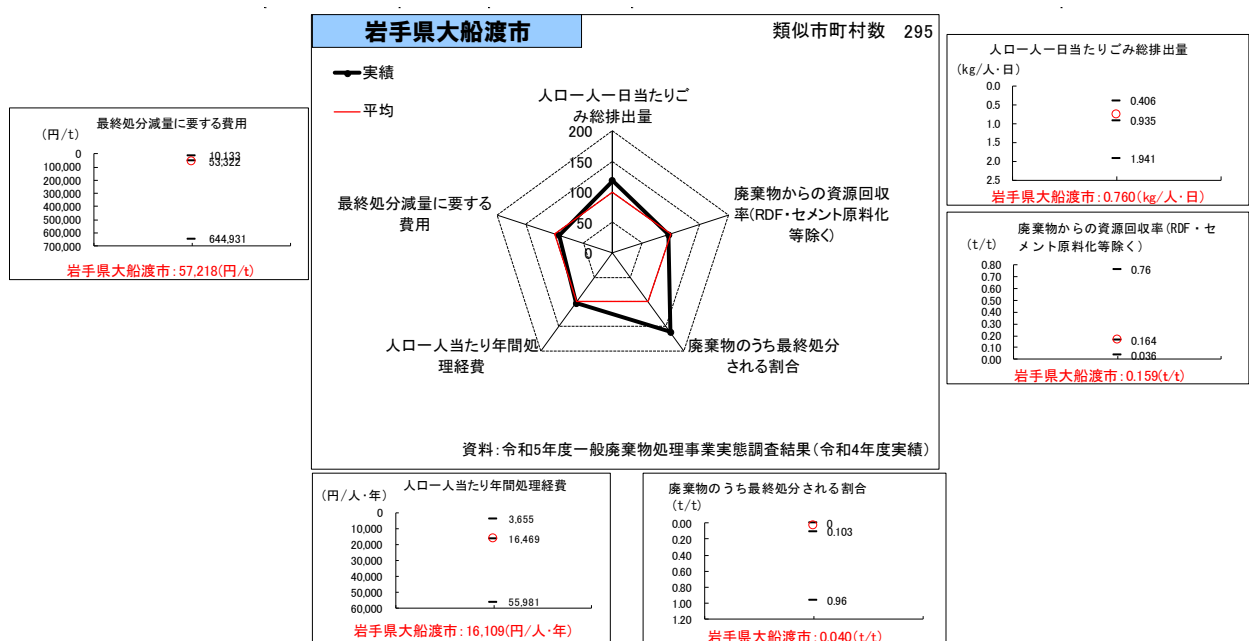 岩手県大船渡市
類似市町村数 295
実績
平均
人口一人一日当たりご
み総排出量
200
150
100
50
0
廃棄物からの資源回収
率(RDF・セメント原料化
等除く)
廃棄物のうち最終処分
される割合
人口一人当たり年間処
理経費
最終処分減量に要する
費用
資料:令和5年度一般廃棄物処理事業実態調査結果(令和4年度実績)
最終処分減量に要する費用
(円/t)
0
100,000
200,000
300,000
400,000
500,000
600,000
700,000
10,133
53,322
644,931
岩手県大船渡市:57,218(円/t)
人口一人一日当たりごみ総排出量
(kg/人・日)
0.0
0.5
1.0
1.5
2.0
2.5
0.406
0.935
1.941
岩手県大船渡市:0.760(kg/人・日)
廃棄物からの資源回収率(RDF・セ
メント原料化等除く)
(t/t)
0.80
0.70
0.60
0.50
0.40
0.30
0.20
0.10
0.00
0.76
0.164
0.036
岩手県大船渡市:0.159(t/t)
人口一人当たり年間処理経費
(円/人・年)
0
10,000
20,000
30,000
40,000
50,000
60,000
3,655
16,469
55,981
岩手県大船渡市:16,109(円/人・年)
廃棄物のうち最終処分される割合
(t/t)
0.00
0.20
0.40
0.60
0.80
1.00
1.20
0
0.103
0.96
岩手県大船渡市:0.040(t/t)